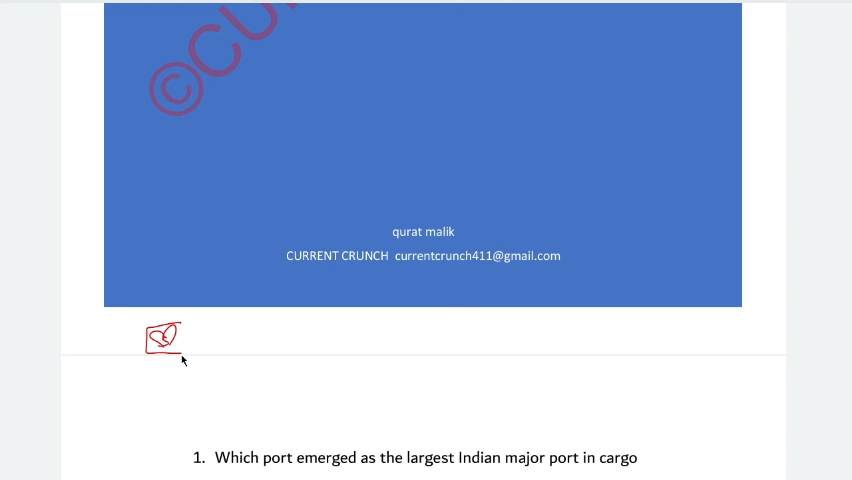 ©CU
qurat malik
CURRENT CRUNCH currentcrunch411@gmail.com
1. Which port emerged as the largest Indian major port in cargo